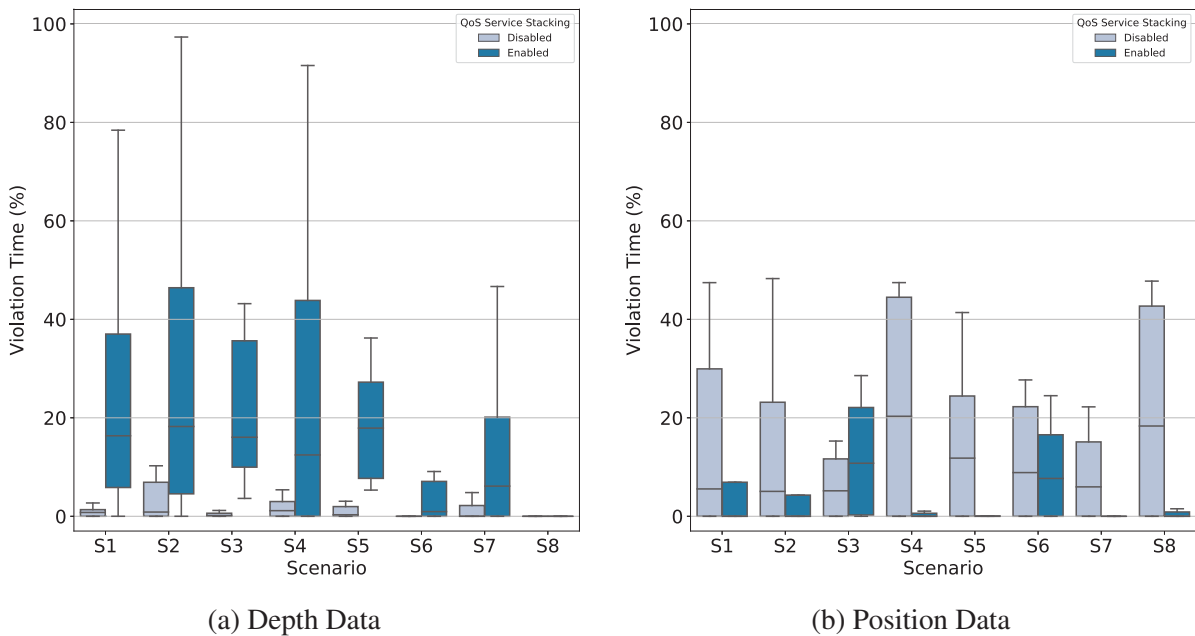 QoS Service Stacking
Disabled
Enabled
100
80
60
40
20
0
Violation Time (%)
S1 S2 S3 S4 S5 S6 S7 S8
Scenario
(a) Depth Data
QoS Service Stacking
Disabled
Enabled
100
80
60
40
20
0
Violation Time (%)
S1 S2 S3 S4 S5 S6 S7 S8
Scenario
(b) Position Data